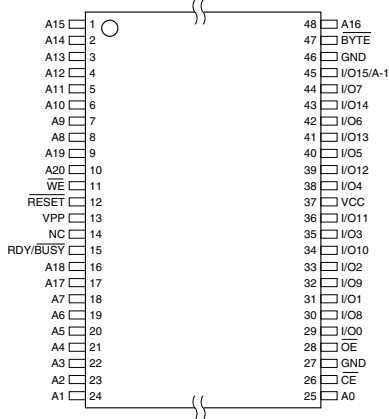 A15 1 48 A16
A14 2 47 BYTE
A13 3 46 GND
A12 4 45 I/O15/A-1
A11 5 44 I/O7
A10 6 43 I/O14
A9 7 42 I/O6
A8 8 41 I/O13
A19 9 40 I/O5
A20 10 39 I/O12
WE 11 38 I/O4
RESET 12 37 VCC
VPP 13 36 I/O11
NC 14 35 I/O3
RDY/BUSY 15 34 I/O10
A18 16 33 I/O2
A17 17 32 I/O9
A7 18 31 I/O1
A6 19 30 I/O8
A5 20 29 I/O0
A4 21 28 OE
A3 22 27 GND
A2 23 26 CE
A1 24 25 A0